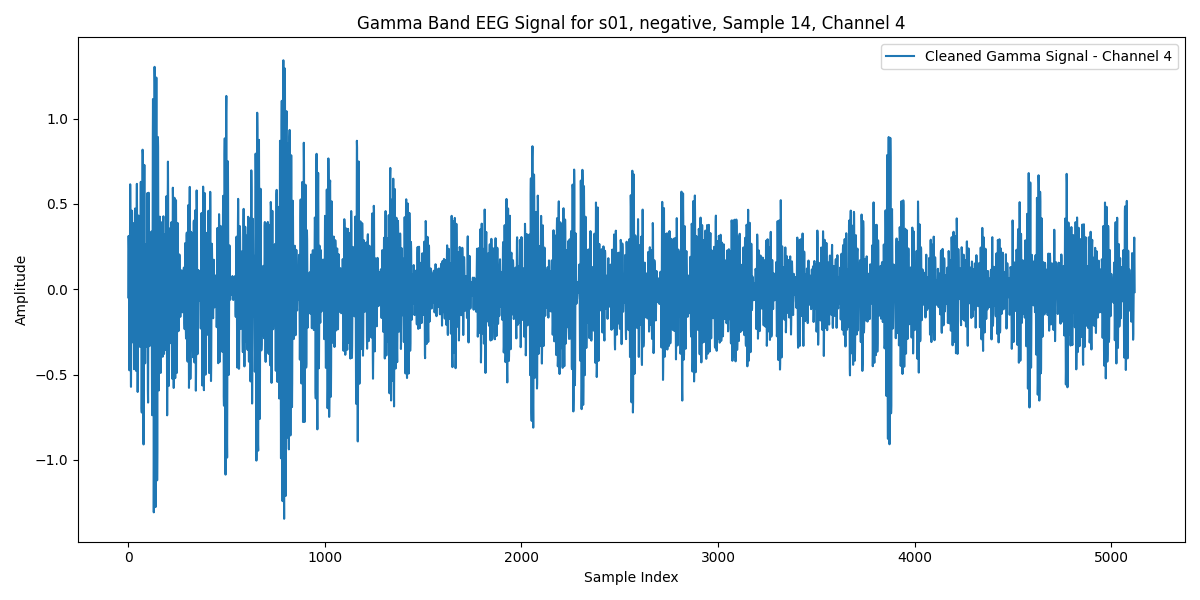 Gamma Band EEG Signal for s01, negative, Sample 14, Channel 4
Cleaned Gamma Signal - Channel 4
1.0
0.5
0.0
−0.5
−1.0
Amplitude
0 1000 2000 3000 4000 5000
Sample Index